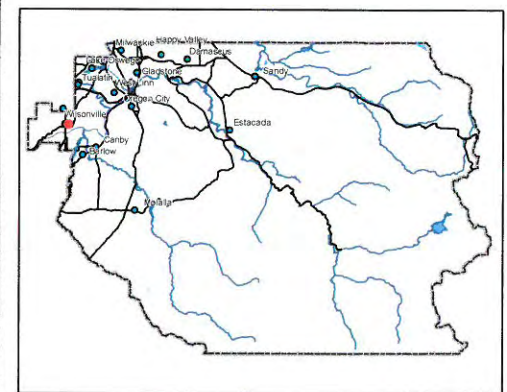 Milwaukie
Happy Valley
Damascus
Lake Oswego
Gladstone
Sandy
Tualatin
West Linn
Oregon City
Wilsonville
Estacada
Canby
Barlow
Molalla